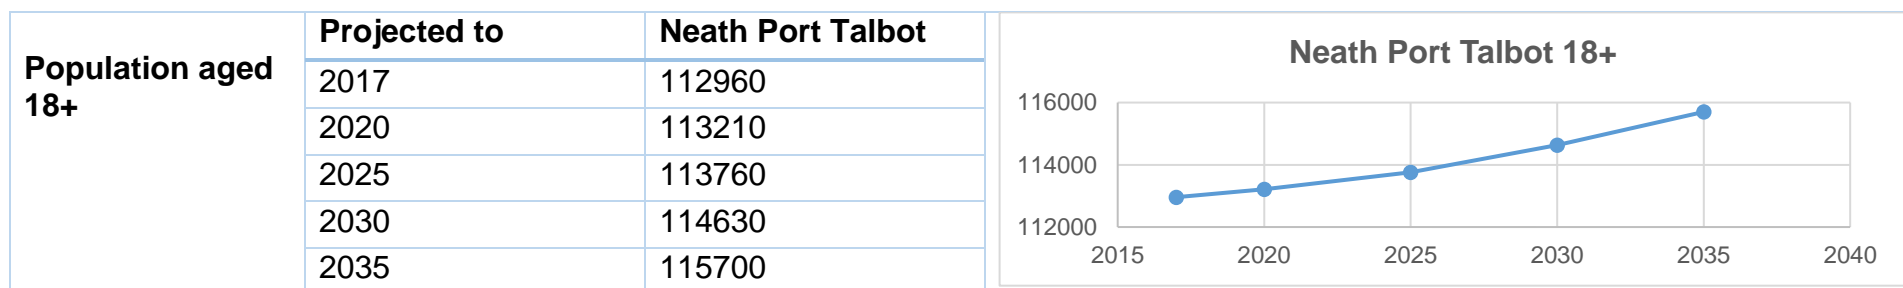 Population aged
18+
Projected to Neath Port Talbot
2017 112960
2020 113210
2025 113760
2030 114630
2035 115700
Neath Port Talbot 18+
116000
114000
112000
2015 2020 2025 2030 2035 2040